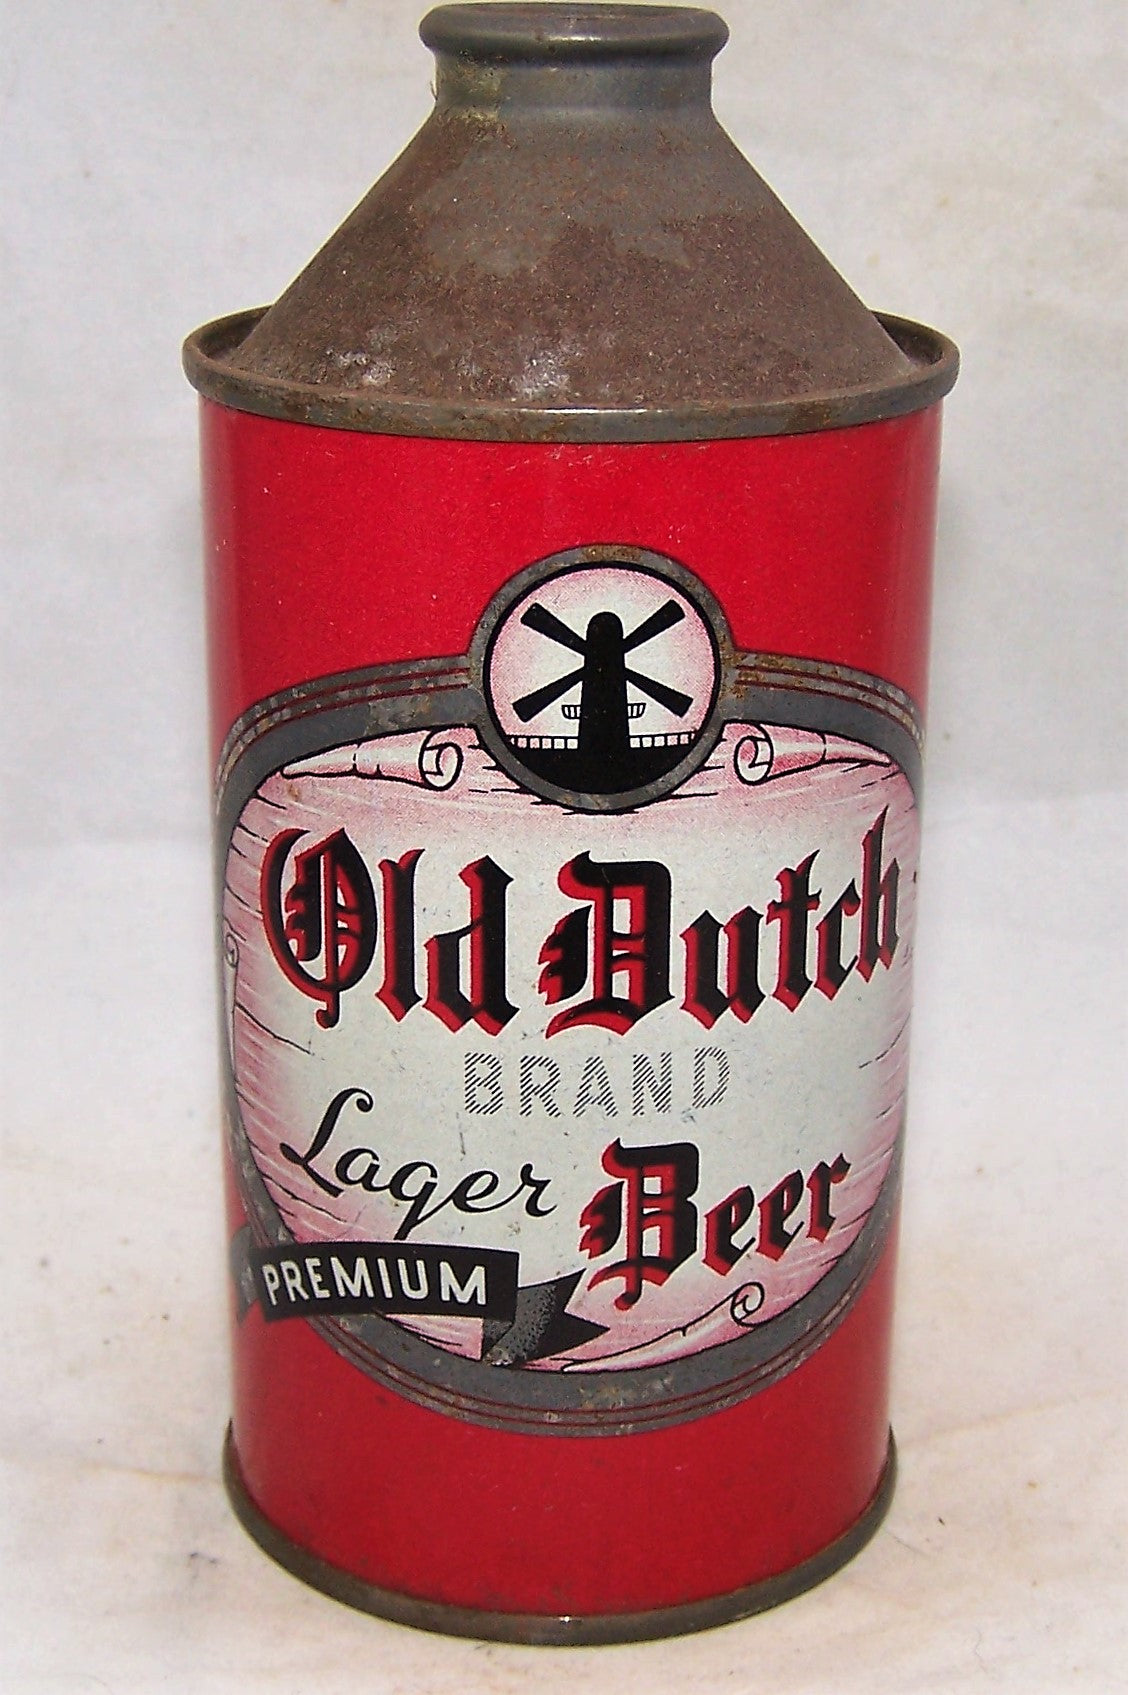 Old Dutch
BRAND
Lager Beer
PREMIUM